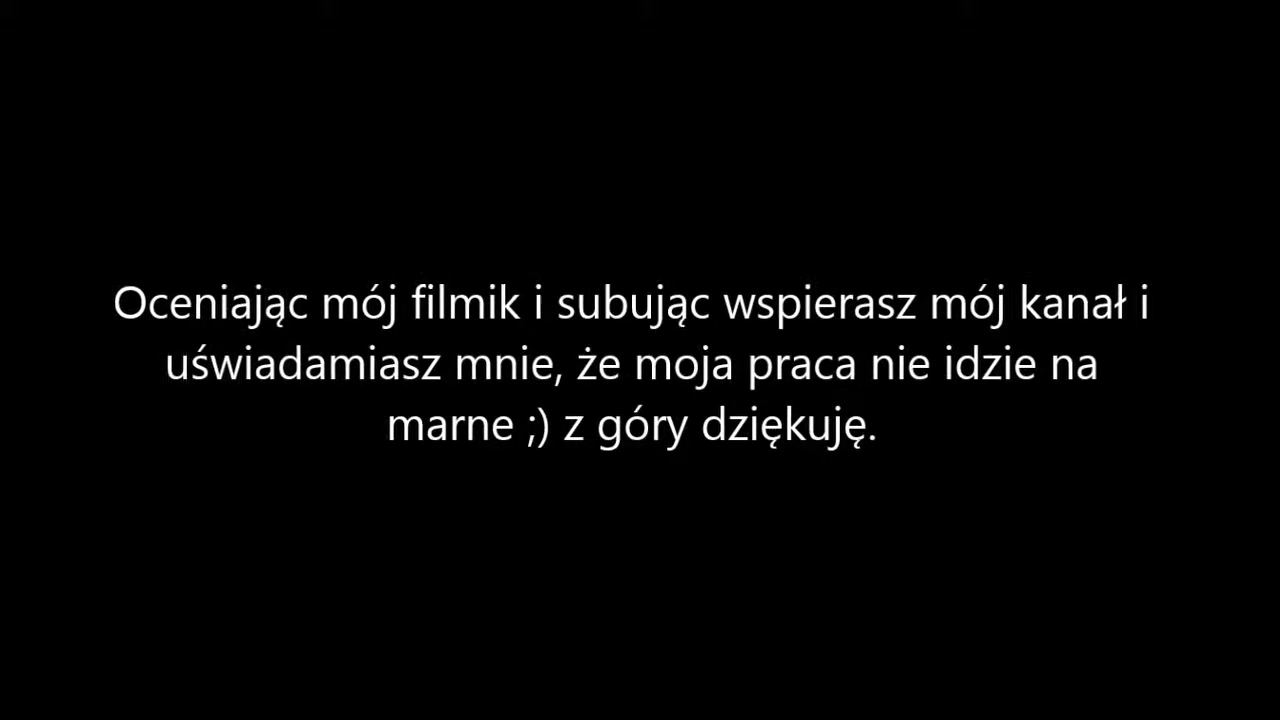 Oceniając mój filmik i subując wspierasz mój kanał i
uświadamiasz mnie, że moja praca nie idzie na
marne ;) z góry dziękuję.